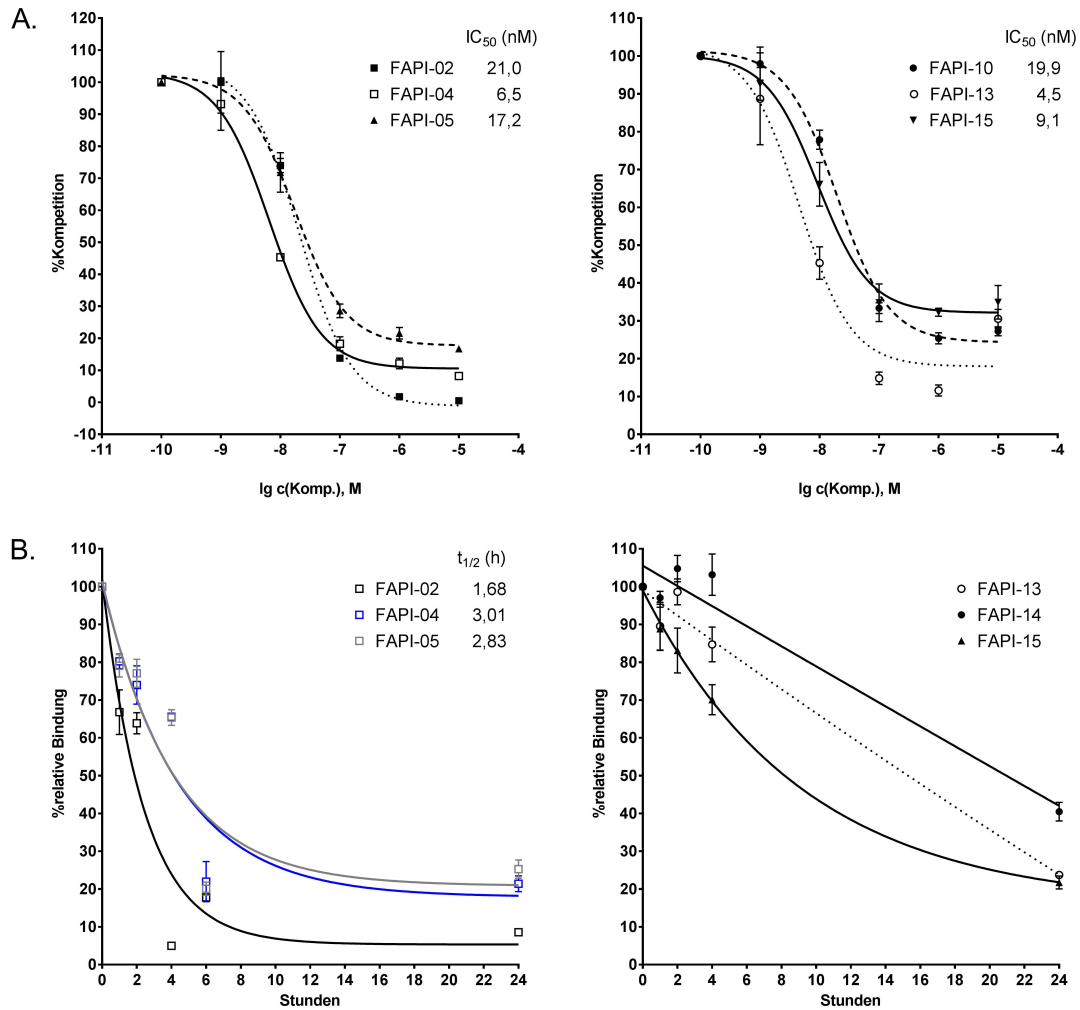 A.
IC50 (nM)
FAPI-02 21,0
FAPI-04 6,5
FAPI-05 17,2
%Kompetition
120
110
100
90
80
70
60
50
40
30
20
10
0
-10
-11 -10 -9 -8 -7 -6 -5 -4
lg c(Komp.), M
IC50 (nM)
FAPI-10 19,9
FAPI-13 4,5
FAPI-15 9,1
%Kompetition
110
100
90
80
70
60
50
40
30
20
10
0
-11 -10 -9 -8 -7 -6 -5 -4
lg c(Komp.), M
B.
t1/2 (h)
FAPI-02 1,68
FAPI-04 3,01
FAPI-05 2,83
%relative Bindung
110
100
90
80
70
60
50
40
30
20
10
0
0 2 4 6 8 10 12 14 16 18 20 22 24
Stunden
FAPI-13
FAPI-14
FAPI-15
%relative Bindung
110
100
90
80
70
60
50
40
30
20
10
0
0 2 4 6 8 10 12 14 16 18 20 22 24
Stunden